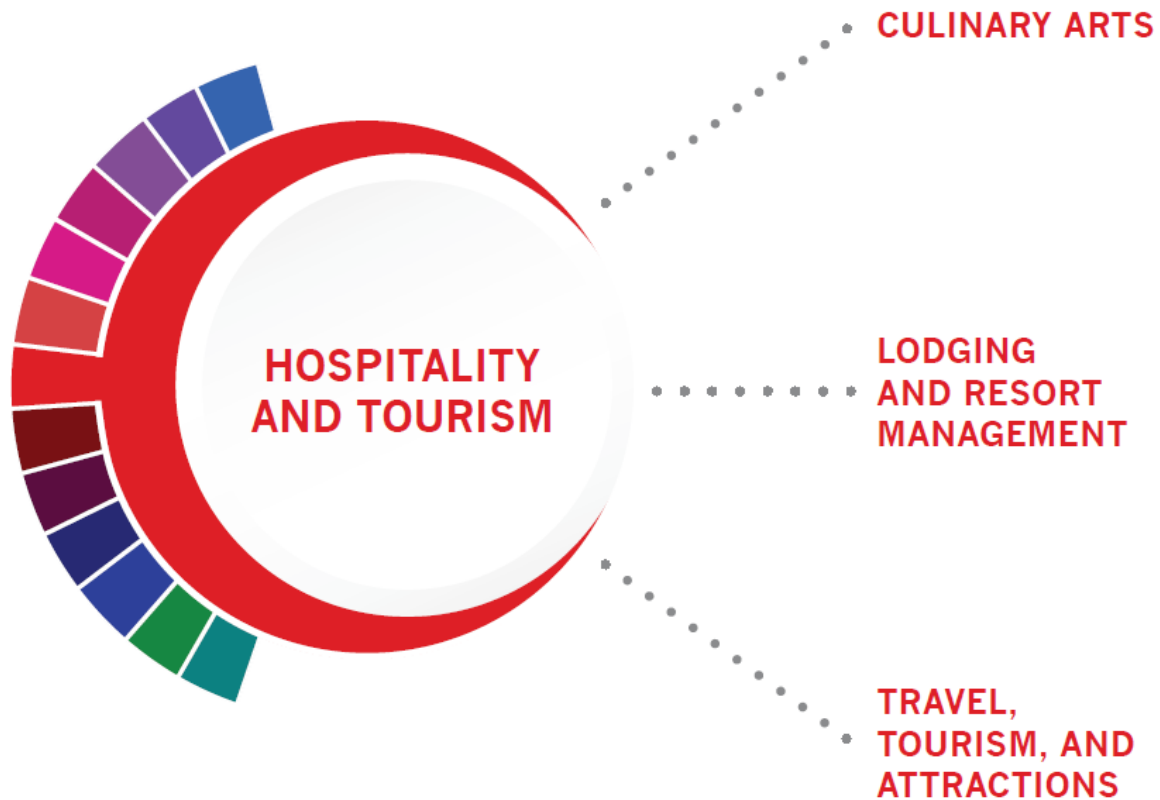 CULINARY ARTS
HOSPITALITY
AND TOURISM
LODGING
AND RESORT
MANAGEMENT
TRAVEL,
TOURISM, AND
ATTRACTIONS